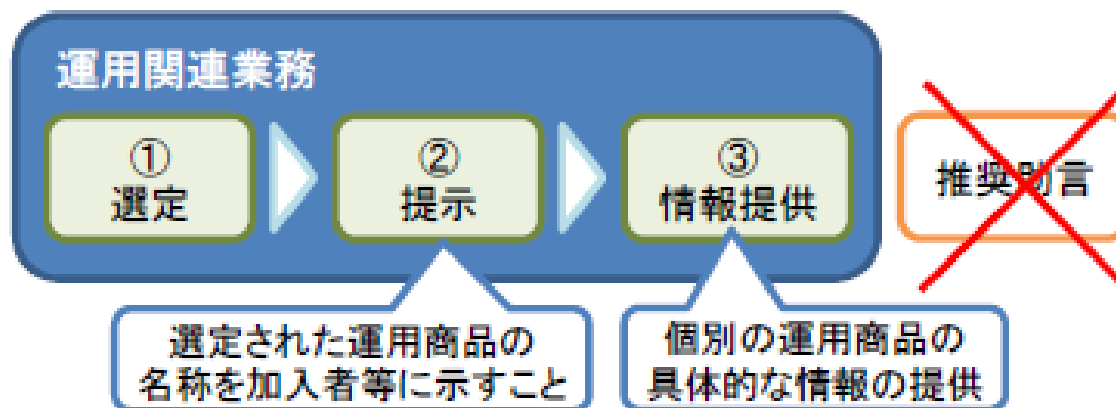 運用関連業務
①
選定
②
提示
③
情報提供
推奨助言
選定された運用商品の
名称を加入者等に示すこと
個別の運用商品の
具体的な情報の提供